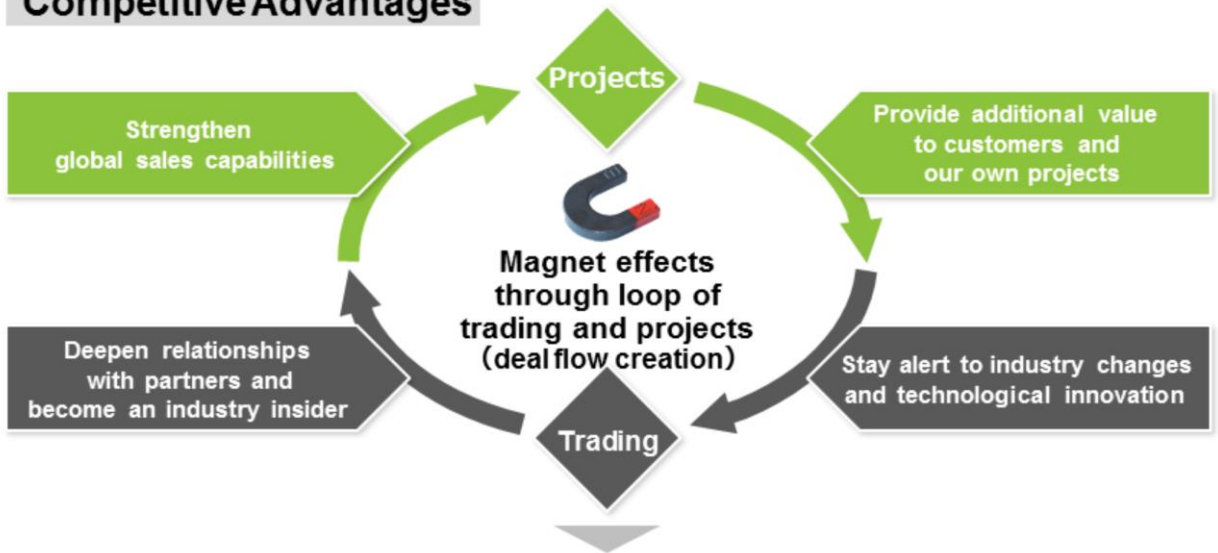 Competitive Advantages
Projects
Strengthen
global sales capabilities
Provide additional value
to customers and
our own projects
Magnet effects
through loop of
trading and projects
(deal flow creation)
Deepen relationships
with partners and
become an industry insider
Stay alert to industry changes
and technological innovation
Trading